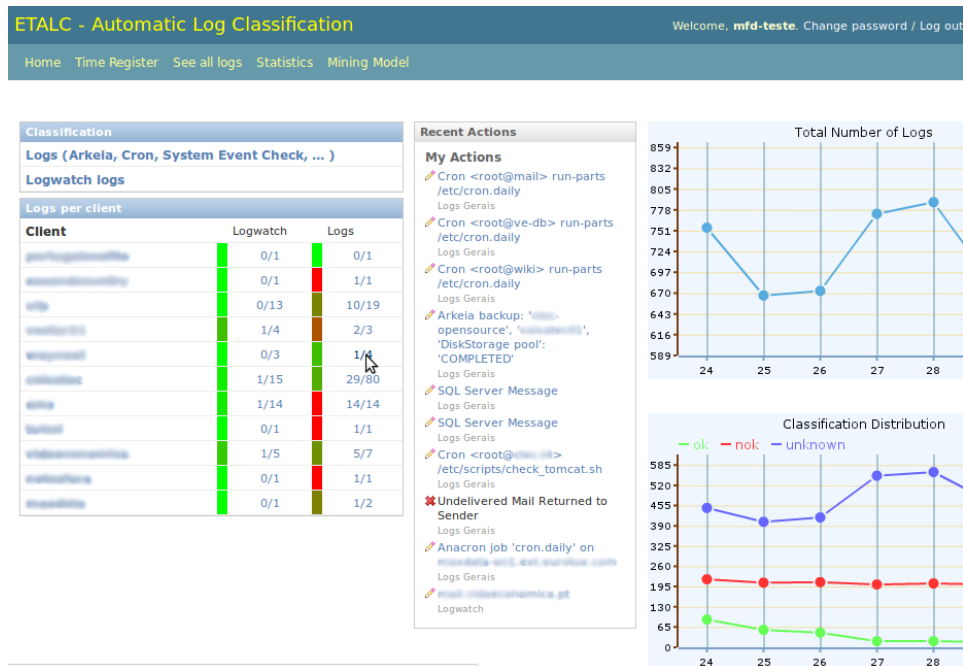 ETALC - Automatic Log Classification
Welcome, mfd-teste. Change password / Log out
Home Time Register See all logs Statistics Mining Model
Classification
Logs (Arkeia, Cron, System Event Check, ... )
Logwatch logs
Logs per client
Client Logwatch Logs
0/1 0/1
0/1 1/1
0/13 10/19
1/4 2/3
0/3 1/4
1/15 29/80
1/14 14/14
0/1 1/1
1/5 5/7
0/1 1/1
0/1 1/2
Recent Actions
My Actions
Cron <root@mail> run-parts
/etc/cron.daily
Logs Gerais
Cron <root@ve-db> run-parts
/etc/cron.daily
Logs Gerais
Cron <root@wiki> run-parts
/etc/cron.daily
Logs Gerais
Arkeia backup: '
opensource', '',
'DiskStorage pool':
'COMPLETED'
Logs Gerais
SQL Server Message
Logs Gerais
SQL Server Message
Logs Gerais
Cron <root@ >
/etc/scripts/check_tomcat.sh
Logs Gerais
Undelivered Mail Returned to
Sender
Logs Gerais
Anacron job 'cron.daily' on
Logs Gerais
Logwatch
Total Number of Logs
859
832
805
778
751
724
697
670
643
616
589
24 25 26 27 28
Classification Distribution
ok nok unknown
585
520
455
390
325
260
195
130
65
0
24 25 26 27 28